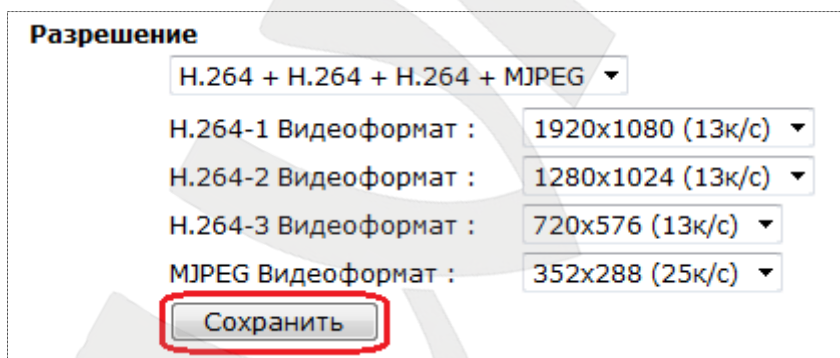 Разрешение
H.264 + H.264 + H.264 + MJPEG
H.264-1 Видеоформат : 1920x1080 (13к/с)
H.264-2 Видеоформат : 1280x1024 (13к/с)
H.264-3 Видеоформат : 720x576 (13к/с)
MJPEG Видеоформат : 352x288 (25к/с)
Сохранить